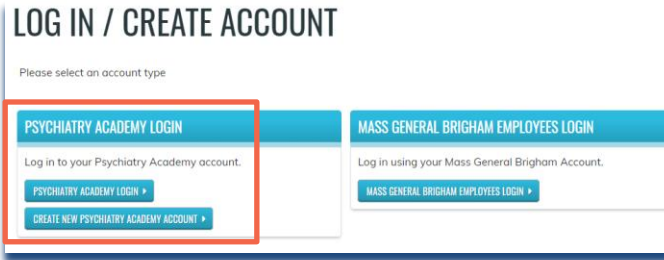 LOG IN / CREATE ACCOUNT
Please select an account type
PSYCHIATRY ACADEMY LOGIN
Log in to your Psychiatry Academy account.
PSYCHIATRY ACADEMY LOGIN
CREATE NEW PSYCHIATRY ACADEMY ACCOUNT
MASS GENERAL BRIGHAM EMPLOYEES LOGIN
Log in using your Mass General Brigham Account.
MASS GENERAL BRIGHAM EMPLOYEES LOGIN